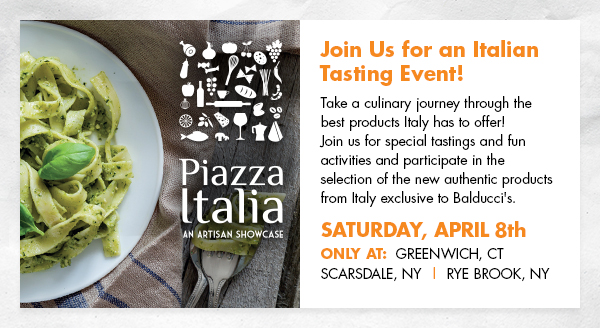 Piazza
Italia
AN ARTISAN SHOWCASE
Join Us for an Italian
Tasting Event!
Take a culinary journey through the
best products Italy has to offer!
Join us for special tastings and fun
activities and participate in the
selection of the new authentic products
from Italy exclusive to Balducci's.
SATURDAY, APRIL 8th
ONLY AT: GREENWICH, CT
SCARSDALE, NY | RYE BROOK, NY